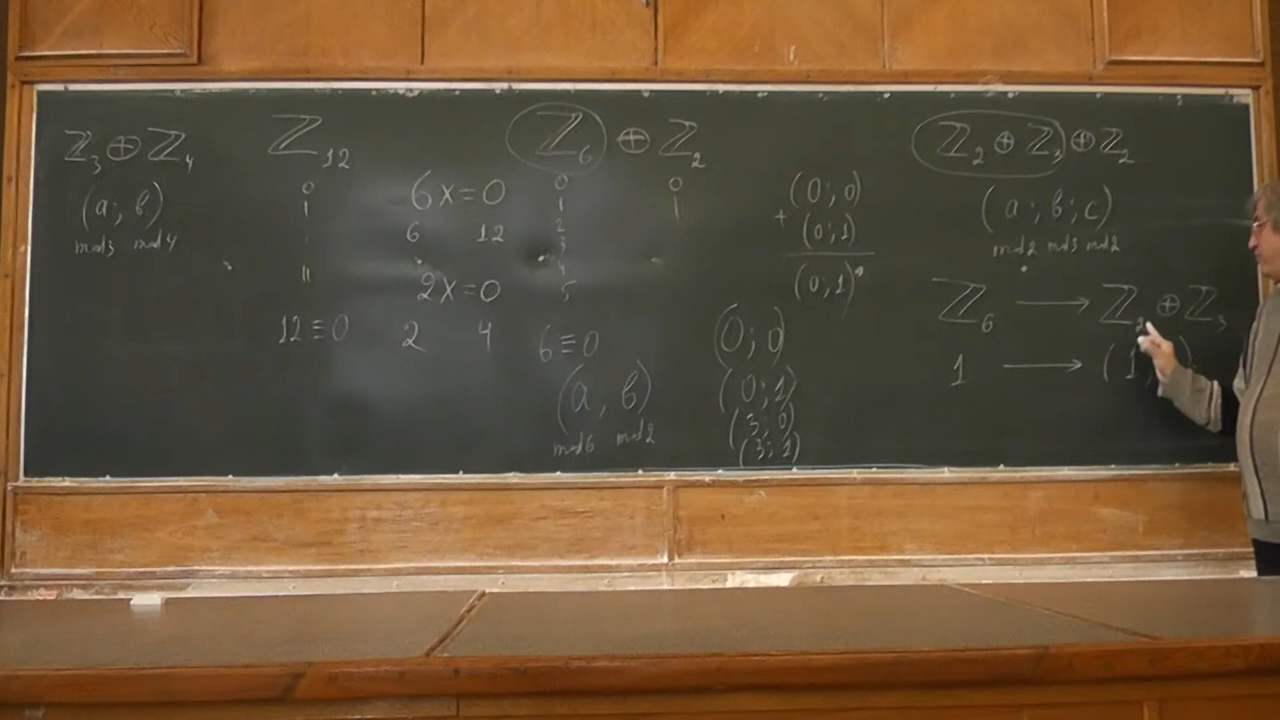 ℤ₃ ⊕ ℤ₄
(a; b)
mod3 mod4
ℤ₁₂
0
1
.
11
12 ≡ 0
6x = 0
6 12
2x = 0
2 4
ℤ₆ ⊕ ℤ₂
0 0
1 1
2
3
4
5
6 ≡ 0
(a, b)
mod6 mod2
(0; 0)
+
(0; 1)
(0; 1)
(0; 0)
(0; 1)
(3; 0)
(3; 1)
ℤ₂ ⊕ ℤ₃ ⊕ ℤ₂
(a; b; c)
mod2 mod3 mod2
ℤ₆ ⟶ ℤ₂ ⊕ ℤ₃
1 ⟶ (1; )